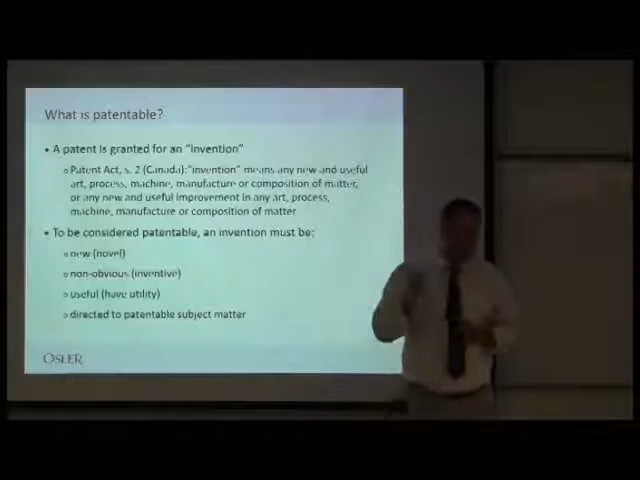 What is patentable?
• A patent is granted for an "invention"
o Patent Act, s. 2 (Canada):"invention" means any new and useful
art, process, machine, manufacture or composition of matter,
or any new and useful improvement in any art, process,
machine, manufacture or composition of matter
• To be considered patentable, an invention must be:
o new (novel)
o non-obvious (inventive)
o useful (have utility)
o directed to patentable subject matter
OSLER